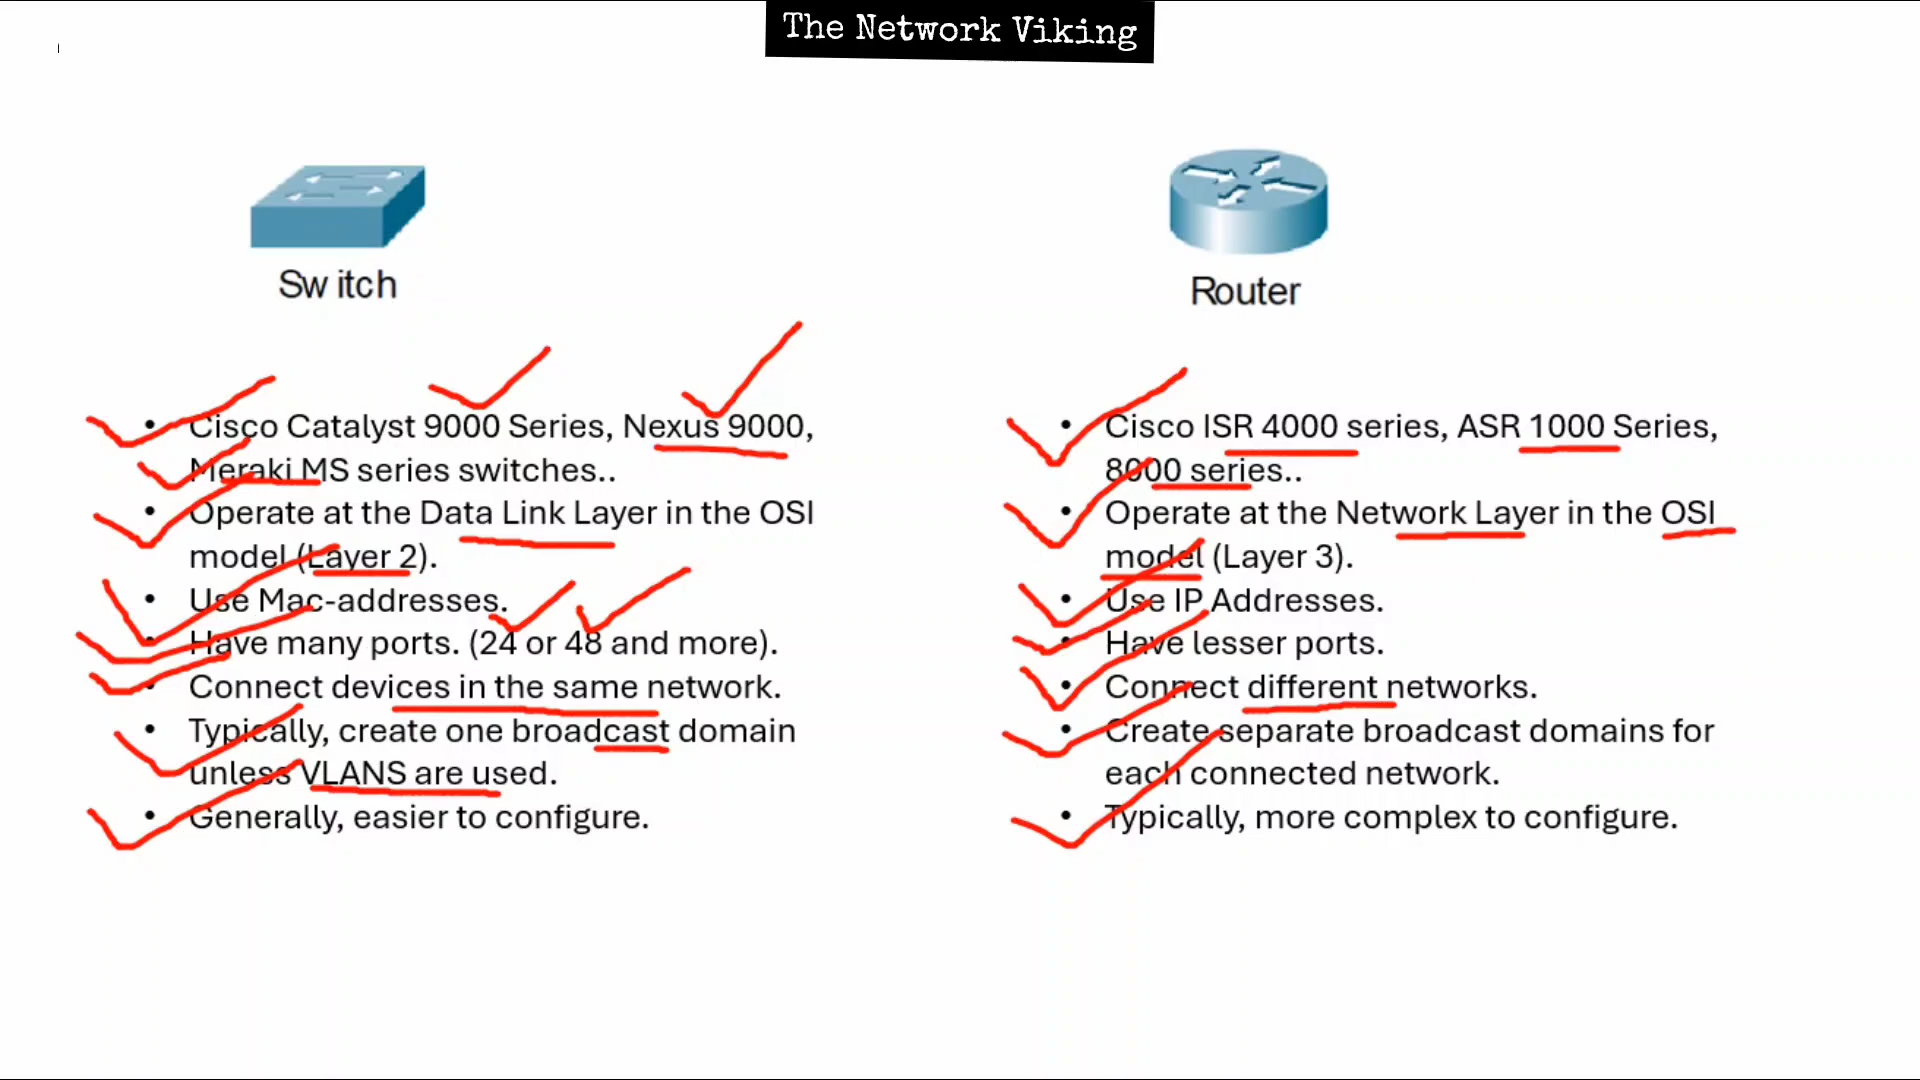 The Network Viking
Switch
Router
• Cisco Catalyst 9000 Series, Nexus 9000,
Meraki MS series switches..
• Operate at the Data Link Layer in the OSI
model (Layer 2).
• Use Mac-addresses.
• Have many ports. (24 or 48 and more).
• Connect devices in the same network.
• Typically, create one broadcast domain
unless VLANS are used.
• Generally, easier to configure.
• Cisco ISR 4000 series, ASR 1000 Series,
8000 series..
• Operate at the Network Layer in the OSI
model (Layer 3).
• Use IP Addresses.
• Have lesser ports.
• Connect different networks.
• Create separate broadcast domains for
each connected network.
• Typically, more complex to configure.